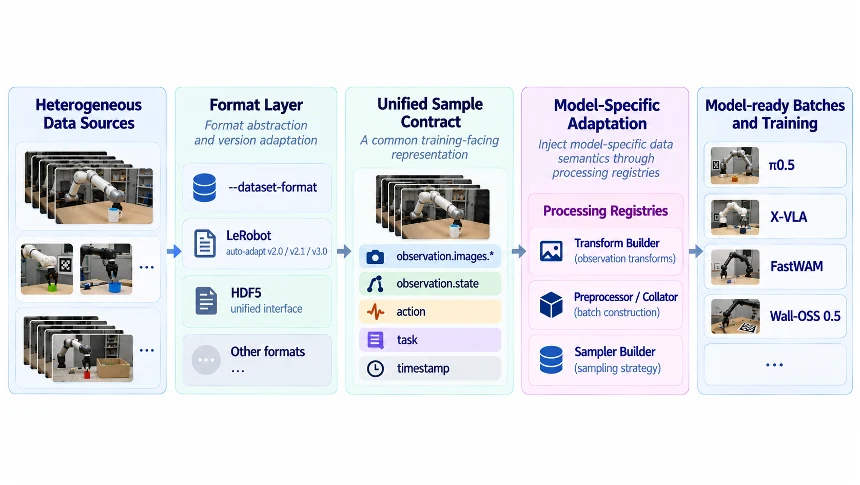 Heterogeneous
Data Sources
...
...
Format Layer
Format abstraction
and version adaptation
--dataset-format
LeRobot
auto-adapt v2.0 / v2.1 / v3.0
HDF5
unified interface
Other formats
...
Unified Sample
Contract
A common training-facing
representation
observation.images.*
observation.state
action
task
timestamp
Model-Specific
Adaptation
Inject model-specific data
semantics through
processing registries
Processing Registries
Transform Builder
(observation transforms)
Preprocessor / Collator
(batch construction)
Sampler Builder
(sampling strategy)
Model-ready Batches
and Training
π0.5
X-VLA
FastWAM
Wall-OSS 0.5
...